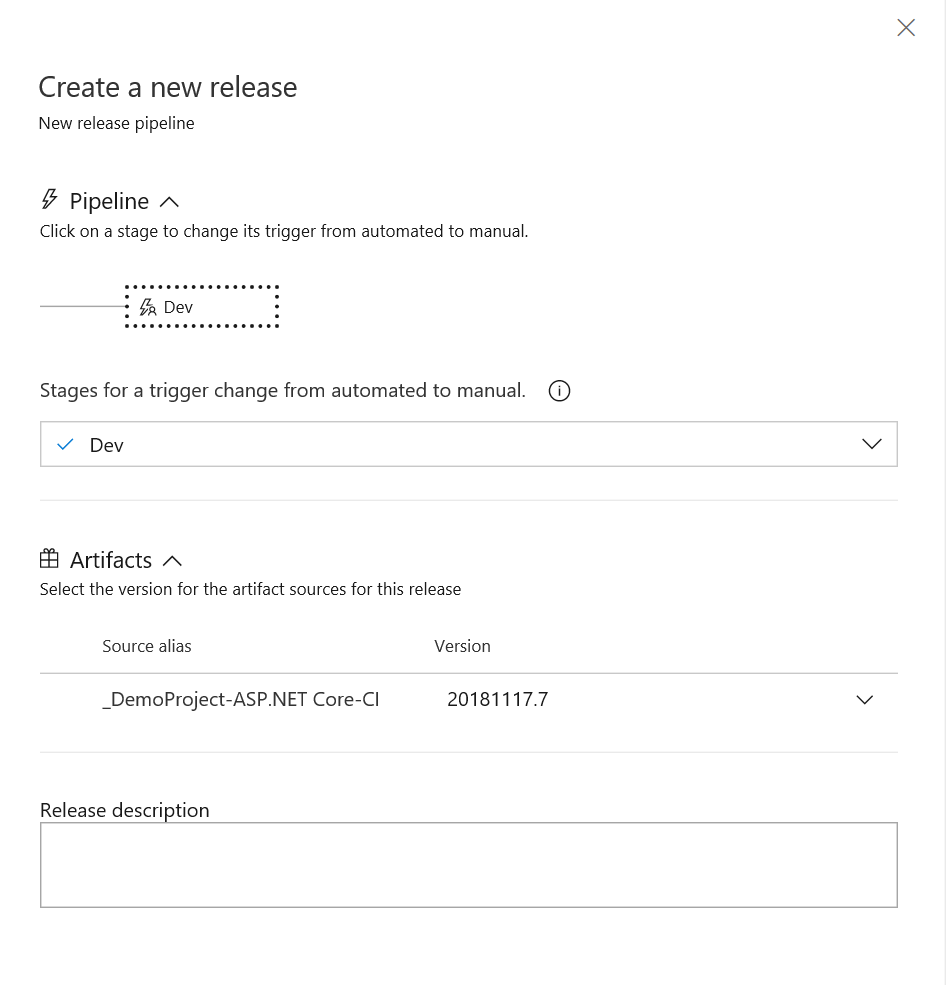 Create a new release
New release pipeline
Pipeline
Click on a stage to change its trigger from automated to manual.
Dev
Stages for a trigger change from automated to manual.
Dev
Artifacts
Select the version for the artifact sources for this release
Source alias Version
_DemoProject-ASP.NET Core-CI 20181117.7
Release description